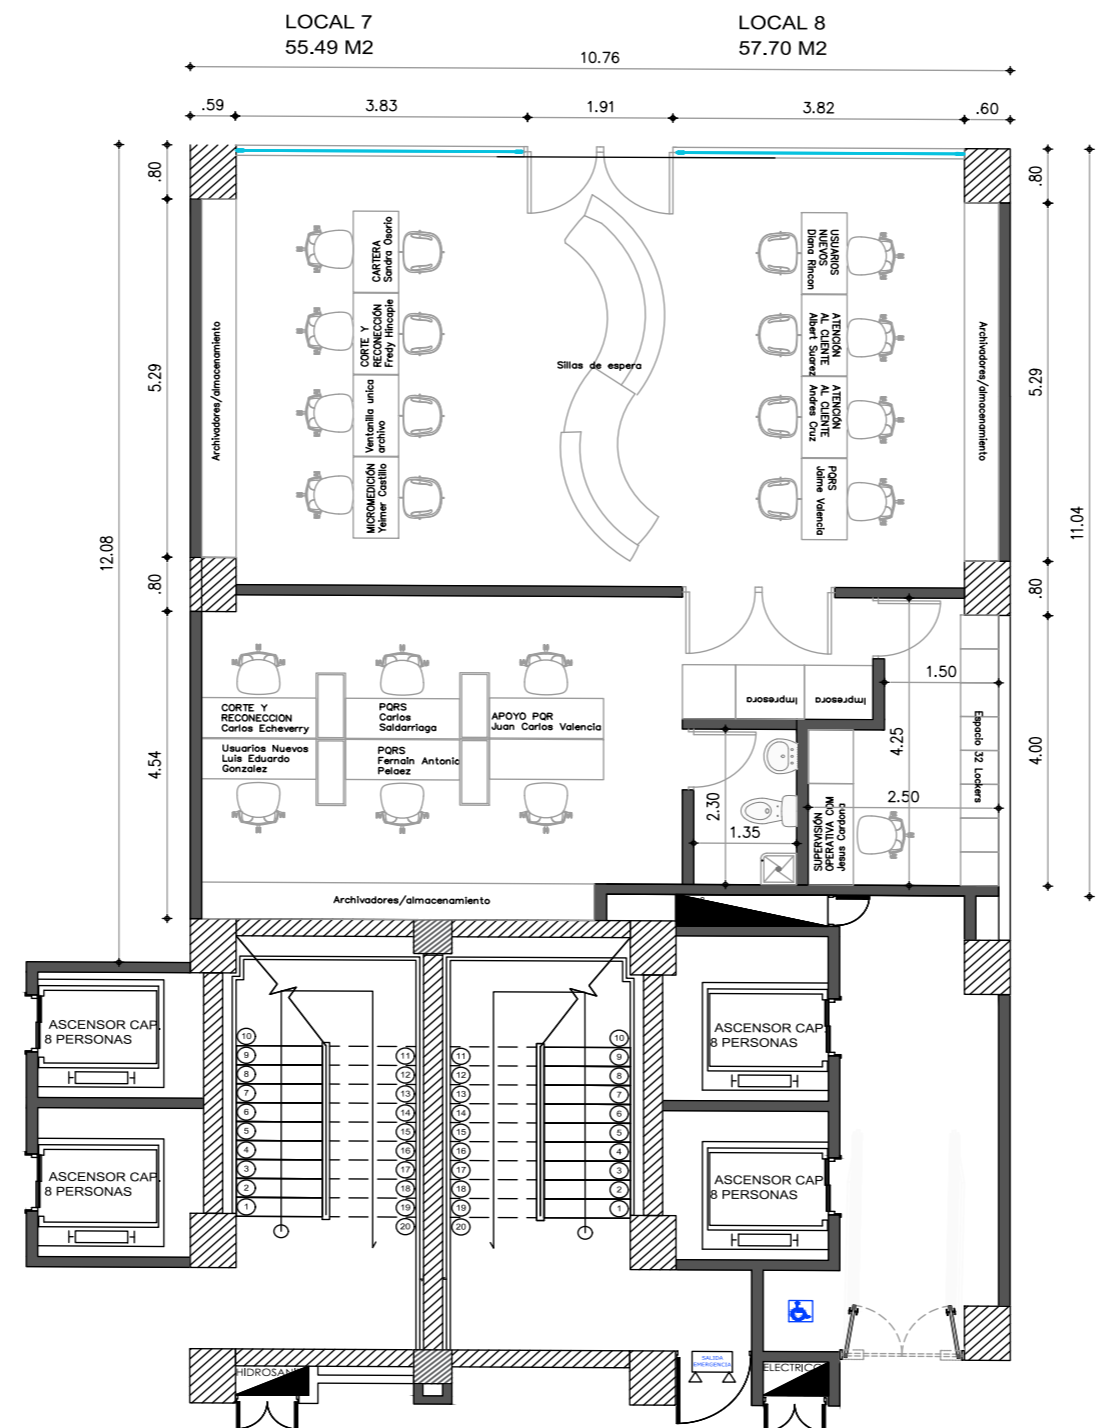 LOCAL 7
55.49 M2
LOCAL 8
57.70 M2
10.76
.59
3.83
1.91
3.82
.60
.80
5.29
.80
4.54
12.08
.80
5.29
.80
4.00
11.04
Archivadores/almacenamiento
CARTERA
Sandra Osorio
CORTE Y
RECONECCIÓN
Fredy Hincapie
Ventanilla unica
archivo
MICROMEDICIÓN
Yeimer Castillo
Sillas de espera
USUARIOS
NUEVOS
Diana Rincon
ATENCIÓN
AL CLIENTE
Albert Suarez
ATENCIÓN
AL CLIENTE
Andres Cruz
PQRS
Jaime Valencia
Archivadores/almacenamiento
CORTE Y
RECONECCION
Carlos Echeverry
PQRS
Carlos
Saldarriaga
APOYO PQR
Juan Carlos Valencia
Usuarios Nuevos
Luis Eduardo
Gonzalez
PQRS
Fernain Antonio
Pelaez
Impresora
Impresora
1.50
4.25
2.50
2.30
1.35
SUPERVISIÓN
OPERATIVA COM
Jesus Cardona
Espacio 32 Lockers
Archivadores/almacenamiento
ASCENSOR CAP.
8 PERSONAS
ASCENSOR CAP.
8 PERSONAS
ASCENSOR CAP.
8 PERSONAS
ASCENSOR CAP.
8 PERSONAS
10
9
8
7
6
5
4
3
2
1
11
12
13
14
15
16
17
18
19
20
11
12
13
14
15
16
17
18
19
20
10
9
8
7
6
5
4
3
2
1
HIDROSAN
SALIDA
EMERGENCIA
ELECTRICO